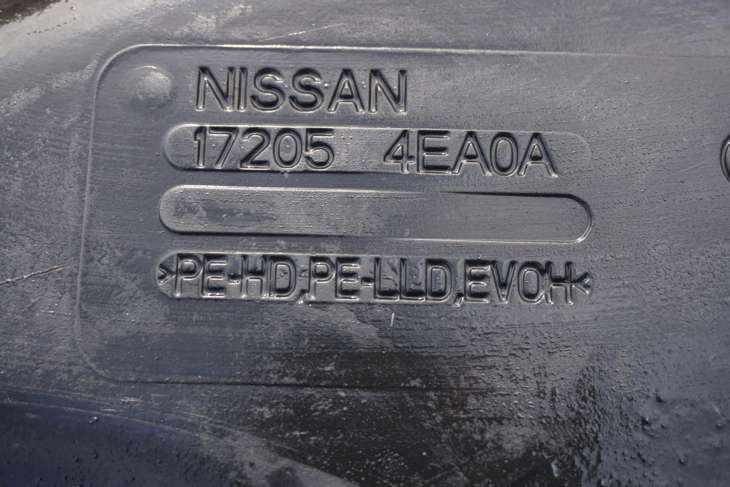 NISSAN
17205 4EA0A
>PE-HD,PE-LLD,EVOH<